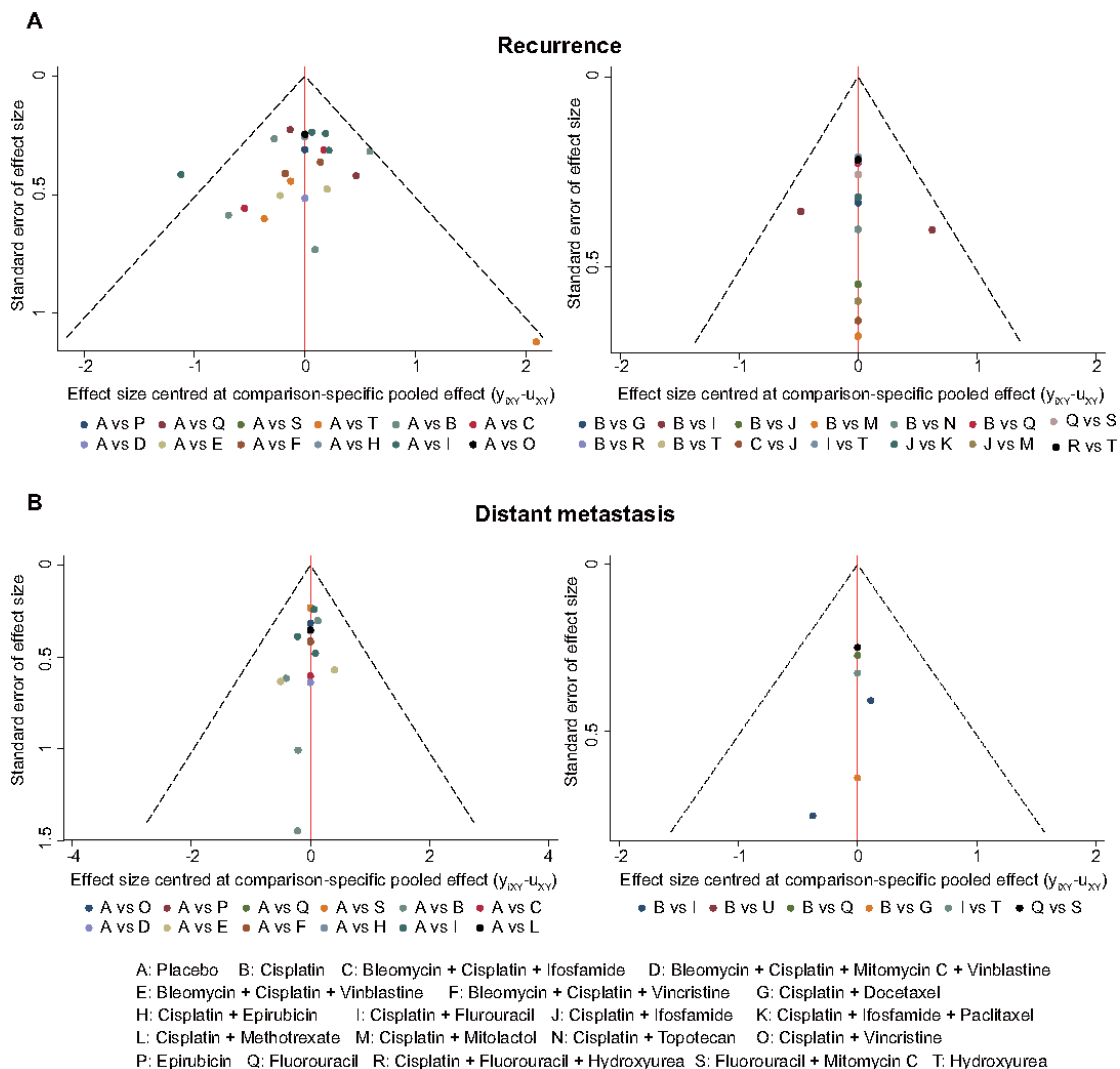 A
Recurrence
0
0.5
1
Standard error of effect size
-2
-1
0
1
2
Effect size centred at comparison-specific pooled effect (yiXY-uXY)
A vs P A vs Q A vs S A vs T A vs B A vs C
A vs D A vs E A vs F A vs H A vs I A vs O
0
0.5
Standard error of effect size
-2
-1
0
1
2
Effect size centred at comparison-specific pooled effect (yiXY-uXY)
B vs G B vs I B vs J B vs M B vs N B vs Q Q vs S
B vs R B vs T C vs J I vs T J vs K J vs M R vs T
B
Distant metastasis
0
0.5
1
1.5
Standard error of effect size
-4
-2
0
2
4
Effect size centred at comparison-specific pooled effect (yiXY-uXY)
A vs O A vs P A vs Q A vs S A vs B A vs C
A vs D A vs E A vs F A vs H A vs I A vs L
0
0.5
Standard error of effect size
-2
-1
0
1
2
Effect size centred at comparison-specific pooled effect (yiXY-uXY)
B vs I B vs U B vs Q B vs G I vs T Q vs S
A: Placebo B: Cisplatin C: Bleomycin + Cisplatin + Ifosfamide D: Bleomycin + Cisplatin + Mitomycin C + Vinblastine
E: Bleomycin + Cisplatin + Vinblastine F: Bleomycin + Cisplatin + Vincristine G: Cisplatin + Docetaxel
H: Cisplatin + Epirubicin I: Cisplatin + Flurouracil J: Cisplatin + Ifosfamide K: Cisplatin + Ifosfamide + Paclitaxel
L: Cisplatin + Methotrexate M: Cisplatin + Mitolactol N: Cisplatin + Topotecan O: Cisplatin + Vincristine
P: Epirubicin Q: Fluorouracil R: Cisplatin + Fluorouracil + Hydroxyurea S: Fluorouracil + Mitomycin C T: Hydroxyurea